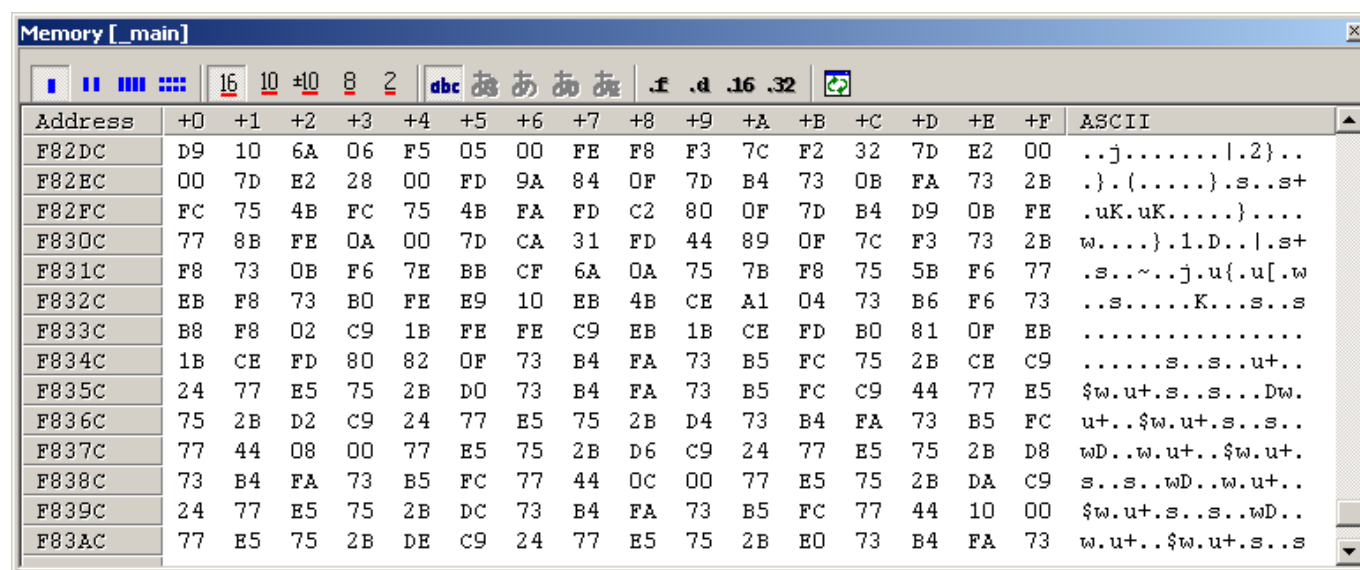 Memory [_main]
16 10 ±10 8 2 abc ああ あ あ あ .f .d .16 .32
Address +0 +1 +2 +3 +4 +5 +6 +7 +8 +9 +A +B +C +D +E +F ASCII
F82DC D9 10 6A 06 F5 05 00 FE F8 F3 7C F2 32 7D E2 00 ..j.......|.2}..
F82EC 00 7D E2 28 00 FD 9A 84 0F 7D B4 73 0B FA 73 2B .}.(.....}.s..s+
F82FC FC 75 4B FC 75 4B FA FD C2 80 0F 7D B4 D9 0B FE .uK.uK.....}....
F830C 77 8B FE 0A 00 7D CA 31 FD 44 89 0F 7C F3 73 2B w....}.1.D..|.s+
F831C F8 73 0B F6 7E BB CF 6A 0A 75 7B F8 75 5B F6 77 .s..~..j.u{.u[.w
F832C EB F8 73 B0 FE E9 10 EB 4B CE A1 04 73 B6 F6 73 ..s.....K...s..s
F833C B8 F8 02 C9 1B FE FE C9 EB 1B CE FD B0 81 0F EB ................
F834C 1B CE FD 80 82 0F 73 B4 FA 73 B5 FC 75 2B CE C9 ......s..s..u+..
F835C 24 77 E5 75 2B D0 73 B4 FA 73 B5 FC C9 44 77 E5 $w.u+.s..s...Dw.
F836C 75 2B D2 C9 24 77 E5 75 2B D4 73 B4 FA 73 B5 FC u+..$w.u+.s..s..
F837C 77 44 08 00 77 E5 75 2B D6 C9 24 77 E5 75 2B D8 wD..w.u+..$w.u+.
F838C 73 B4 FA 73 B5 FC 77 44 0C 00 77 E5 75 2B DA C9 s..s..wD..w.u+..
F839C 24 77 E5 75 2B DC 73 B4 FA 73 B5 FC 77 44 10 00 $w.u+.s..s..wD..
F83AC 77 E5 75 2B DE C9 24 77 E5 75 2B E0 73 B4 FA 73 w.u+..$w.u+.s..s